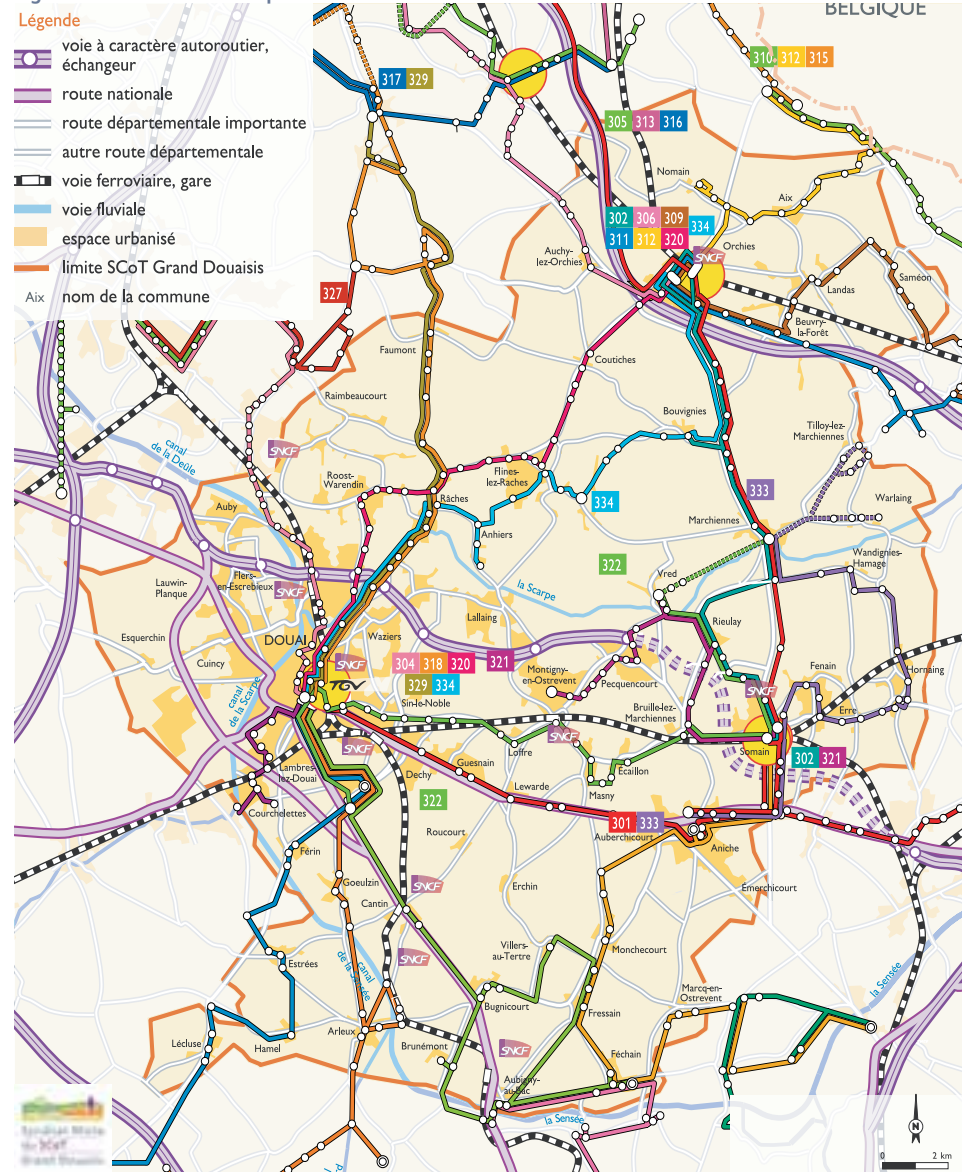 Légende
voie à caractère autoroutier,
échangeur
route nationale
route départementale importante
autre route départementale
voie ferroviaire, gare
voie fluviale
espace urbanisé
limite SCoT Grand Douaisis
Aix nom de la commune
BELGIQUE
310 312 315
317 329
305 313 316
Nomain
Aix
302 306 309
334
311 312 320
Orchies
SNCF
Auchy-
lez-Orchies
Saméon
Landas
327
Beuvry-
la-Forêt
Faumont
Coutiches
Raimbeaucourt
Bouvignies
Tilloy-lez-
Marchiennes
canal
de la Deûle
SNCF
Roost-
Warendin
Flines-
lez-Raches
333
Warlaing
Râches
334
Auby
Marchiennes
Anhiers
322
Wandignies-
Hamage
Flers-
en-Escrebieux
SNCF
Lauwin-
Planque
la Scarpe
Vred
Lallaing
Rieulay
Esquerchin
DOUAI
Waziers
Cuincy
SNCF
304 318 320
321
329 334
Montigny-
en-Ostrevent
Pecquencourt
Fenain
Hornaing
TGV
SNCF
canal
de la Scarpe
Sin-le-Noble
Bruille-lez-
Marchiennes
Erre
SNCF
SNCF
Loffre
Somain
302 321
Lambres-
lez-Douai
Dechy
Guesnain
Ecaillon
Lewarde
Masny
322
Courchelettes
301 333
Roucourt
Auberchicourt
Aniche
Férin
Goeulzin
SNCF
Erchin
Emerchicourt
Cantin
Villers-
au-Tertre
Monchecourt
SNCF
Estrées
canal
de la Sensée
Marcq-en-
Ostrevent
la Sensée
Bugnicourt
Fressain
Arleux
Lécluse
Hamel
Brunémont
SNCF
Féchain
Aubigny-
au-Bac
la Sensée
N
0 2 km